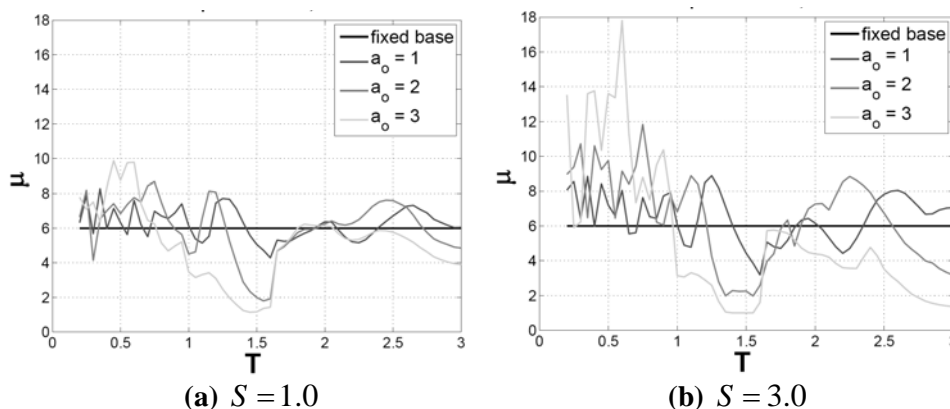 18
16
14
12
10
8
6
4
2
0
μ
fixed base
a_o = 1
a_o = 2
a_o = 3
0 0.5 1 1.5 2 2.5 3
T
(a) S = 1.0
18
16
14
12
10
8
6
4
2
0
μ
fixed base
a_o = 1
a_o = 2
a_o = 3
0 0.5 1 1.5 2 2.5 3
T
(b) S = 3.0